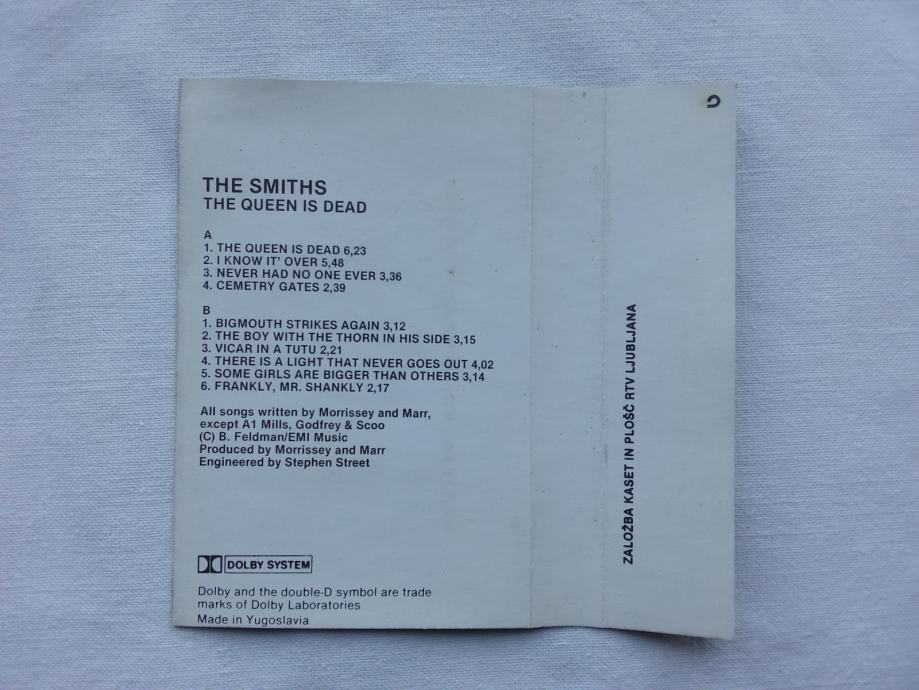 THE SMITHS
THE QUEEN IS DEAD
A
1. THE QUEEN IS DEAD 6,23
2. I KNOW IT' OVER 5,48
3. NEVER HAD NO ONE EVER 3,36
4. CEMETRY GATES 2,39
B
1. BIGMOUTH STRIKES AGAIN 3,12
2. THE BOY WITH THE THORN IN HIS SIDE 3,15
3. VICAR IN A TUTU 2,21
4. THERE IS A LIGHT THAT NEVER GOES OUT 4,02
5. SOME GIRLS ARE BIGGER THAN OTHERS 3,14
6. FRANKLY, MR. SHANKLY 2,17
All songs written by Morrissey and Marr,
except A1 Mills, Godfrey & Scoo
(C) B. Feldman/EMI Music
Produced by Morrissey and Marr
Engineered by Stephen Street
DOLBY SYSTEM
Dolby and the double-D symbol are trade
marks of Dolby Laboratories
Made in Yugoslavia
ZALOŽBA KASET IN PLOŠČ RTV LJUBLJANA